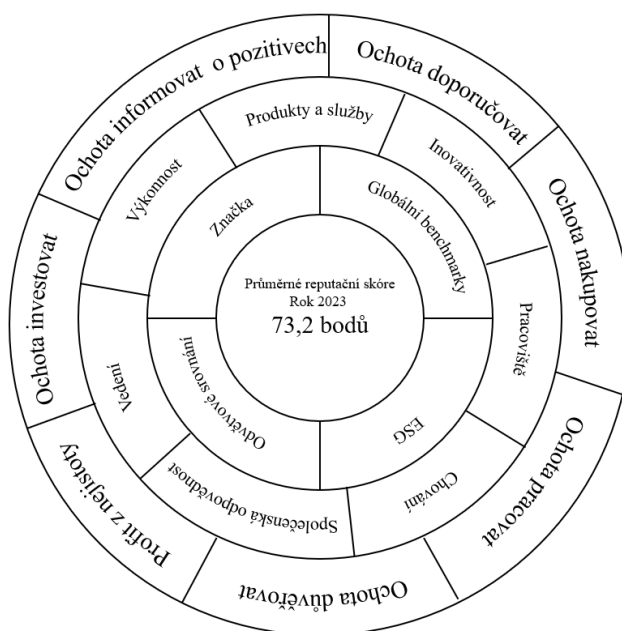 Ochota informovat o pozitivech
Ochota doporučovat
Ochota nakupovat
Ochota pracovat
Ochota důvěřovat
Profit z nejistoty
Ochota investovat
Produkty a služby
Inovativnost
Pracoviště
Chování
Společenská odpovědnost
Vedení
Výkonnost
Značka
Globální benchmarky
ESG
Odvětvové srovnání
Průměrné reputační skóre
Rok 2023
73,2 bodů